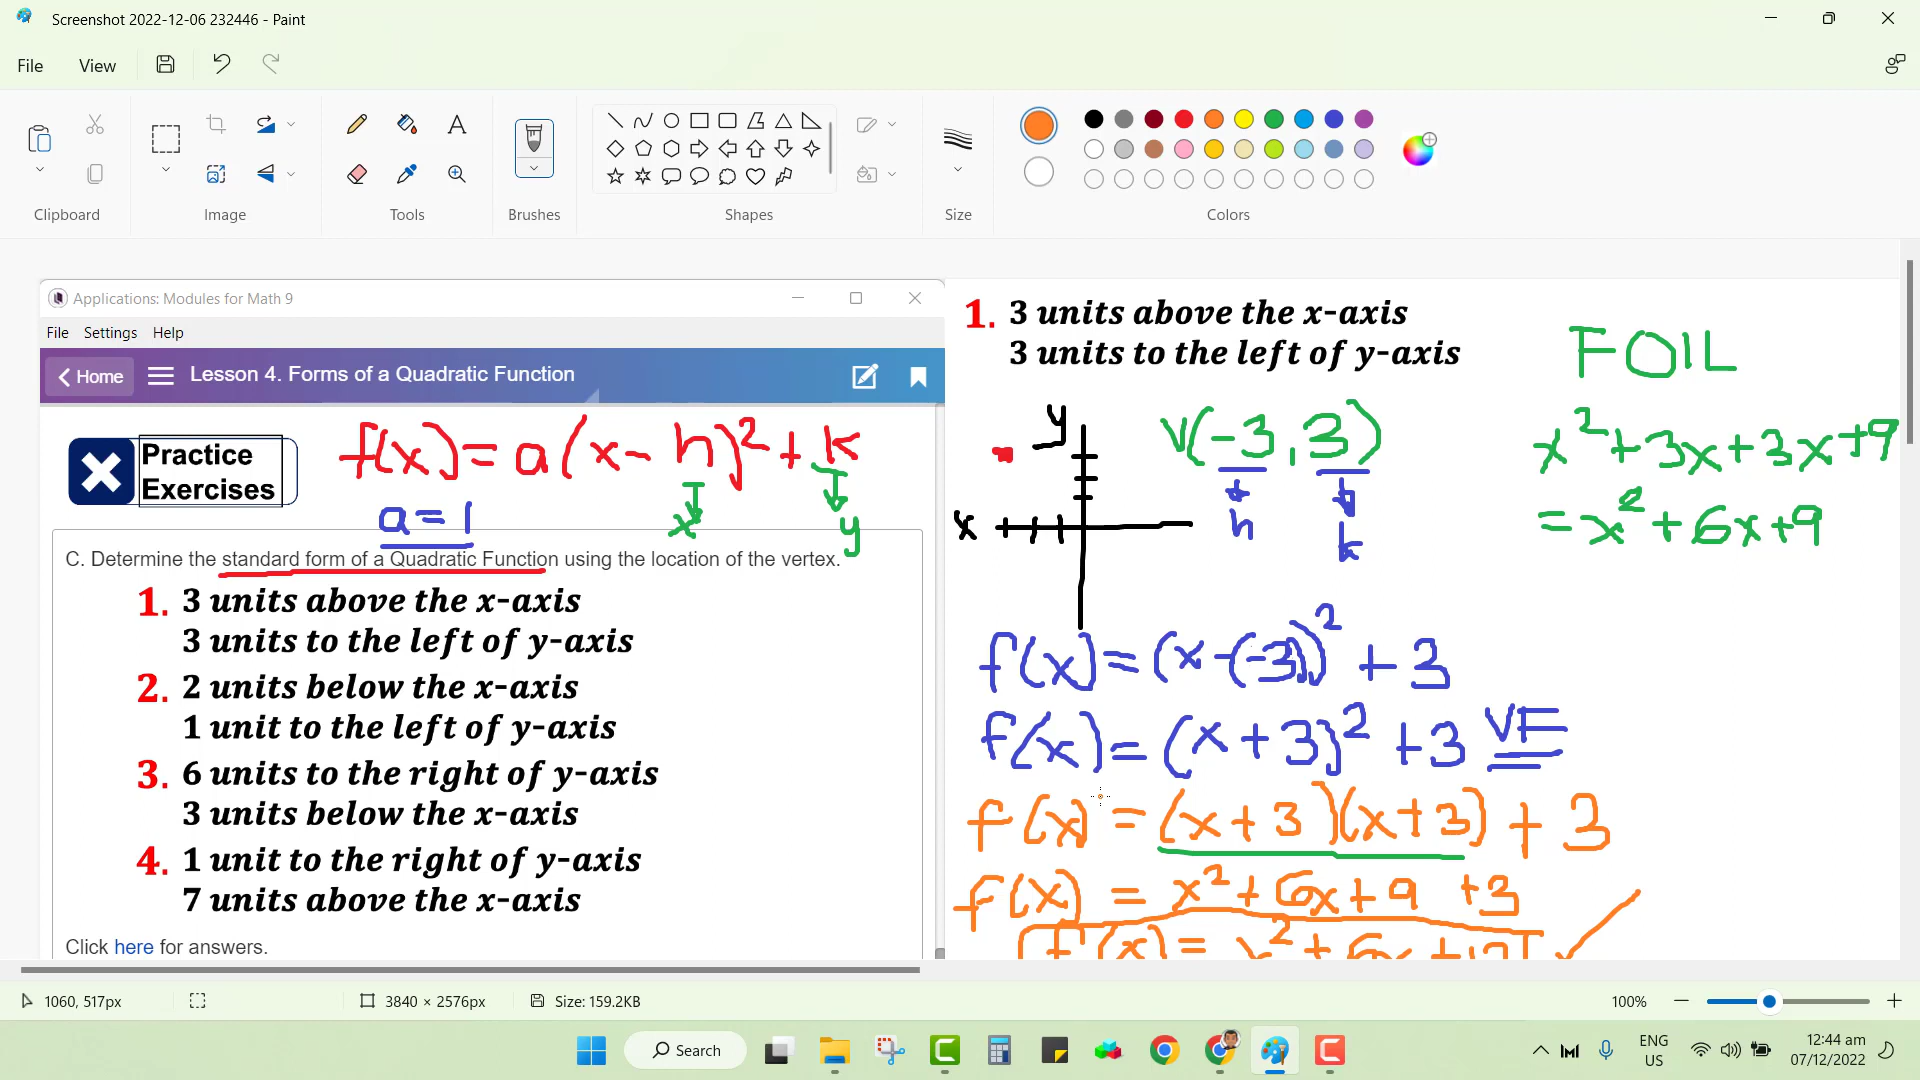 Screenshot 2022-12-06 232446 - Paint
File View
Clipboard Image Tools Brushes Shapes Size Colors
Applications: Modules for Math 9
File Settings Help
Home Lesson 4. Forms of a Quadratic Function
Practice
Exercises
f(x) = a(x - h)² + k
a = 1
x
y
C. Determine the standard form of a Quadratic Function using the location of the vertex.
1. 3 units above the x-axis
3 units to the left of y-axis
2. 2 units below the x-axis
1 unit to the left of y-axis
3. 6 units to the right of y-axis
3 units below the x-axis
4. 1 unit to the right of y-axis
7 units above the x-axis
Click here for answers.
1. 3 units above the x-axis
3 units to the left of y-axis
y
x
V(-3, 3)
h
k
FOIL
x² + 3x + 3x + 9
= x² + 6x + 9
f(x) = (x - (-3))² + 3
f(x) = (x + 3)² + 3 VF
f(x) = (x + 3)(x + 3) + 3
f(x) = x² + 6x + 9 + 3
f(x) = x² + 6x + 12
1060, 517px
3840 × 2576px
Size: 159.2KB
100%
Search
ENG
US
12:44 am
07/12/2022